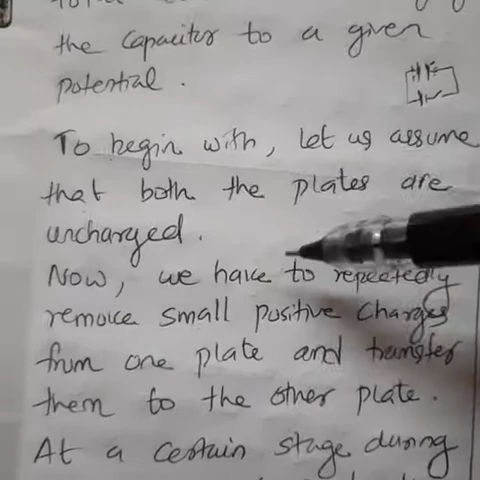 the capacitor to a given
potential.
To begin with, let us assume
that both the plates are
uncharged.
Now, we have to repeatedly
remove small positive charges
from one plate and transfer
them to the other plate.
At a certain stage during